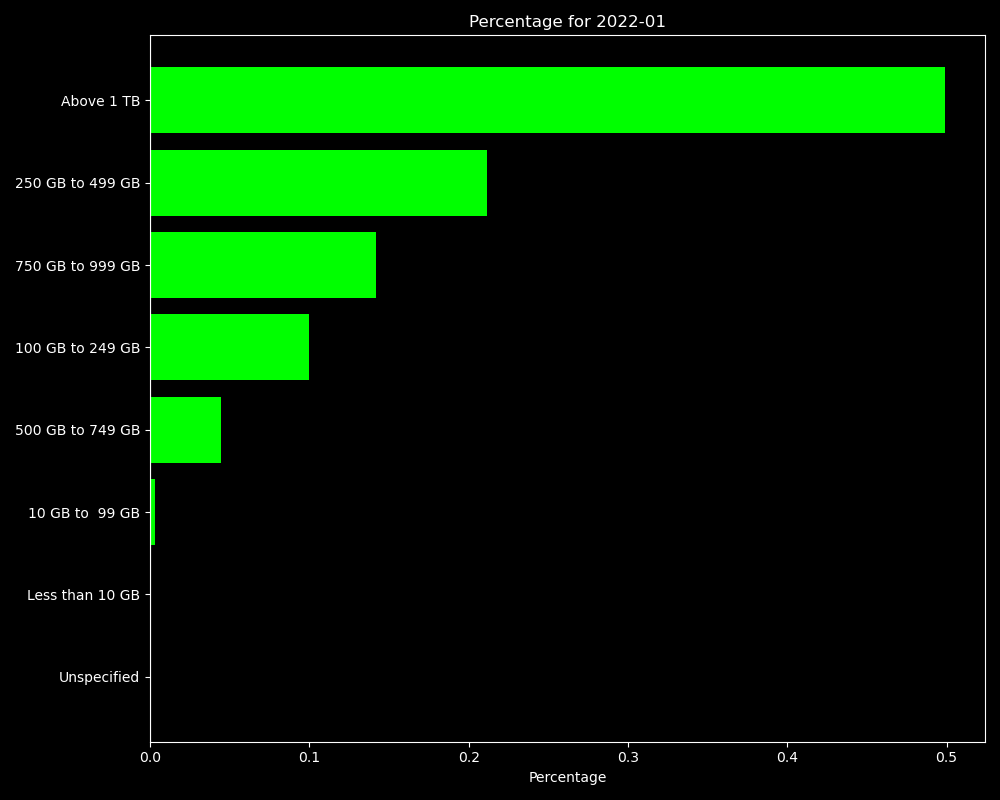 Percentage for 2022-01
Above 1 TB
250 GB to 499 GB
750 GB to 999 GB
100 GB to 249 GB
500 GB to 749 GB
10 GB to  99 GB
Less than 10 GB
Unspecified
0.0 0.1 0.2 0.3 0.4 0.5
Percentage